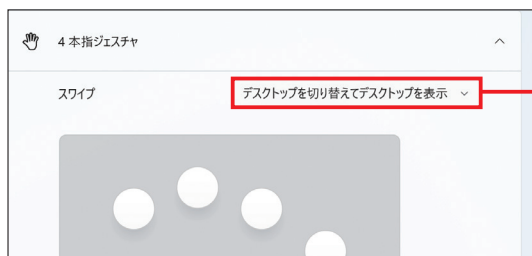 4 本指ジェスチャ
スワイプ
デスクトップを切り替えてデスクトップを表示